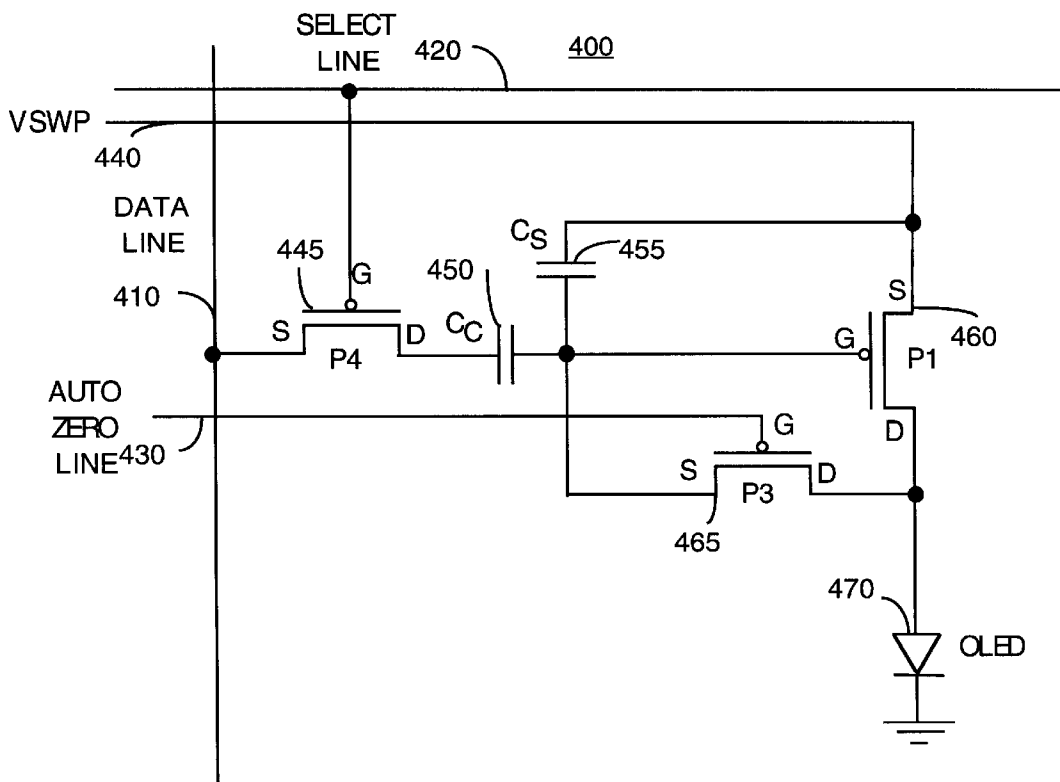 SELECT
LINE
420
400
VSWP
440
DATA
LINE
CS
455
445
G
450
410
S
D
CC
P4
S
460
G
P1
D
AUTO
ZERO
LINE
430
G
S
P3
D
465
470
OLED